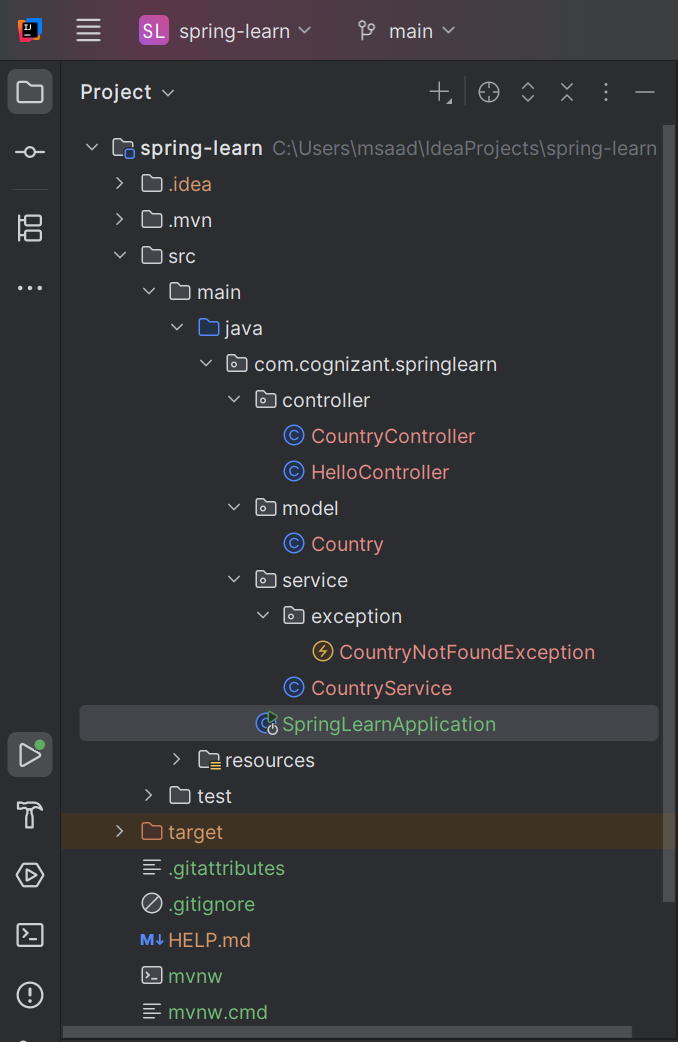 IJ SL spring-learn main
Project
spring-learn C:\Users\msaad\IdeaProjects\spring-learn
.idea
.mvn
src
main
java
com.cognizant.springlearn
controller
C CountryController
C HelloController
model
C Country
service
exception
CountryNotFoundException
C CountryService
C SpringLearnApplication
resources
test
target
.gitattributes
.gitignore
M↓ HELP.md
mvnw
mvnw.cmd